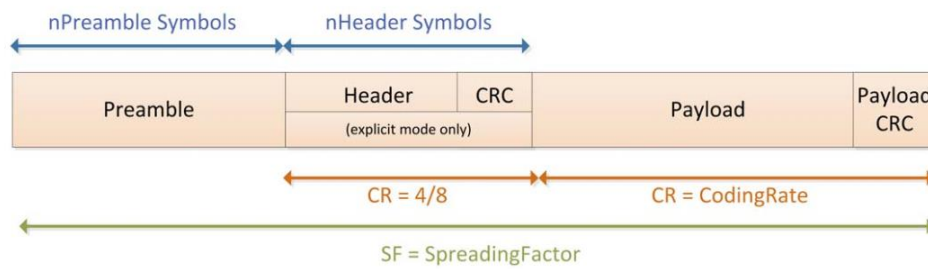 nPreamble Symbols
nHeader Symbols
Preamble
Header
CRC
(explicit mode only)
Payload
Payload
CRC
CR = 4/8
CR = CodingRate
SF = SpreadingFactor